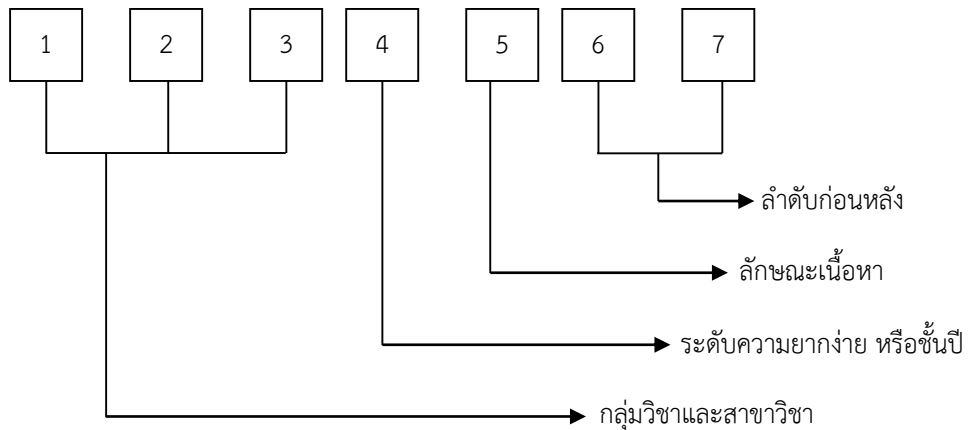 1 2 3 4 5 6 7
ลำดับก่อนหลัง
ลักษณะเนื้อหา
ระดับความยากง่าย หรือชั้นปี
กลุ่มวิชาและสาขาวิชา